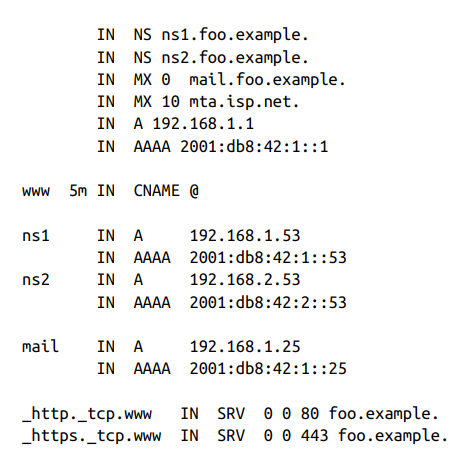 IN  NS ns1.foo.example.
IN  NS ns2.foo.example.
IN  MX 0  mail.foo.example.
IN  MX 10 mta.isp.net.
IN  A 192.168.1.1
IN  AAAA 2001:db8:42:1::1
www  5m IN  CNAME @
ns1     IN  A     192.168.1.53
IN  AAAA  2001:db8:42:1::53
ns2     IN  A     192.168.2.53
IN  AAAA  2001:db8:42:2::53
mail    IN  A     192.168.1.25
IN  AAAA  2001:db8:42:1::25
_http._tcp.www   IN  SRV  0 0 80 foo.example.
_https._tcp.www  IN  SRV  0 0 443 foo.example.